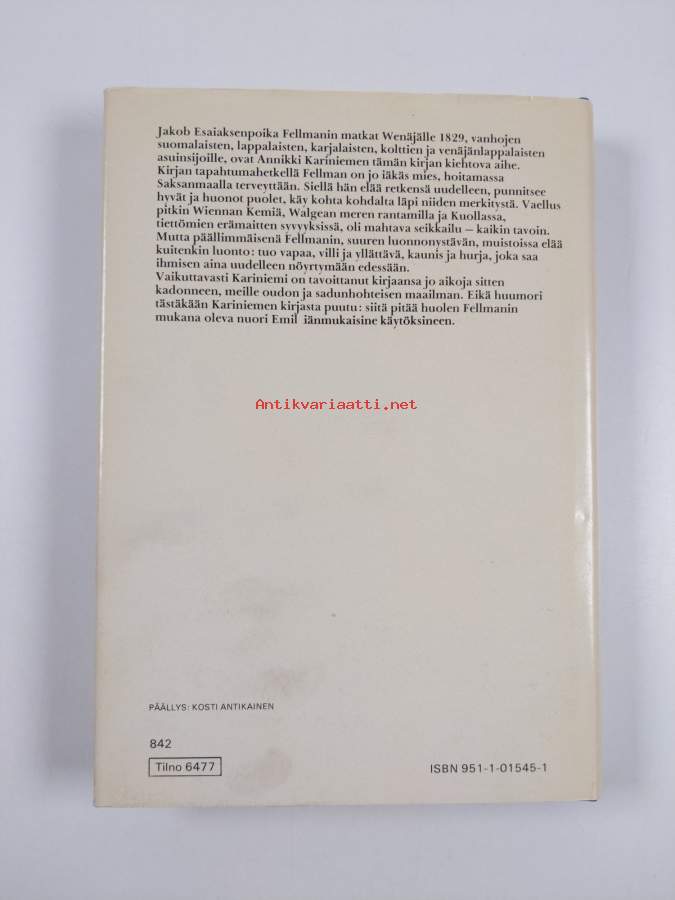 Jakob Esaiaksenpoika Fellmanin matkat Wenäjälle 1829, vanhojen
suomalaisten, lappalaisten, karjalaisten, kolttien ja venäjänlappalaisten
asuinsijoille, ovat Annikki Kariniemen tämän kirjan kiehtova aihe.
Kirjan tapahtumahetkellä Fellman on jo iäkäs mies, hoitamassa
Saksanmaalla terveyttään. Siellä hän elää retkensä uudelleen, punnitsee
hyvät ja huonot puolet, käy kohta kohdalta läpi niiden merkitystä. Vaellus
pitkin Wiennan Kemiä, Walgean meren rantamilla ja Kuollassa,
tiettömien erämaitten syvyyksissä, oli mahtava seikkailu – kaikin tavoin.
Mutta päällimmäisenä Fellmanin, suuren luonnonystävän, muistoissa elää
kuitenkin luonto: tuo vapaa, villi ja yllättävä, kaunis ja hurja, joka saa
ihmisen aina uudelleen nöyrtymään edessään.
Vaikuttavasti Kariniemi on tavoittanut kirjaansa jo aikoja sitten
kadonneen, meille oudon ja sadunhohteisen maailman. Eikä huumori
tästäkään Kariniemen kirjasta puutu: siitä pitää huolen Fellmanin
mukana oleva nuori Emil iänmukaisine käytöksineen.
Antikvariaatti.net
PÄÄLLYS: KOSTI ANTIKAINEN
842
Tilno 6477
ISBN 951-1-01545-1